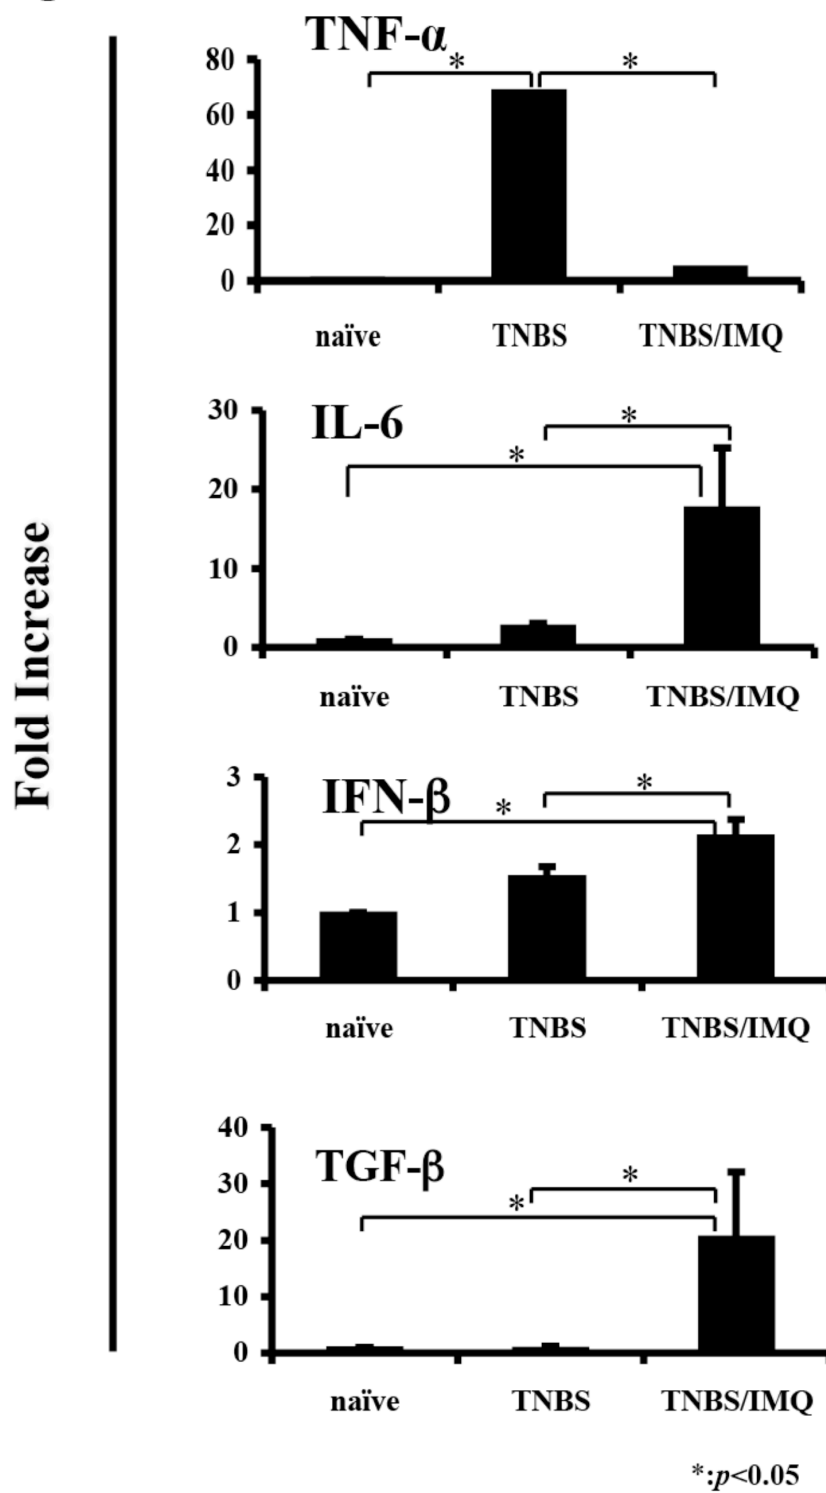 Fold Increase
TNF-α
80
60
40
20
0
* *
naïve TNBS TNBS/IMQ
IL-6
30
20
10
0
* *
naïve TNBS TNBS/IMQ
IFN-β
3
2
1
0
* *
naïve TNBS TNBS/IMQ
TGF-β
40
30
20
10
0
* *
naïve TNBS TNBS/IMQ
*:p<0.05